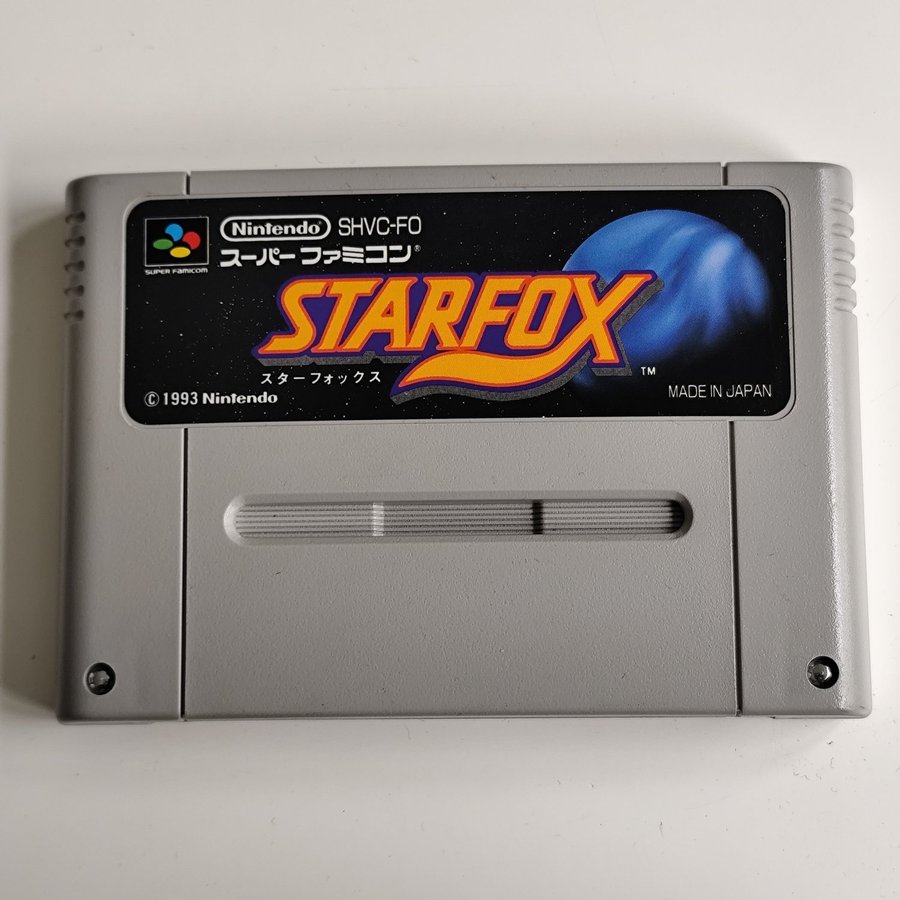 Nintendo SHVC-FO
スーパーファミコン®
SUPER FAMICOM
STARFOX
TM
スターフォックス
© 1993 Nintendo
MADE IN JAPAN